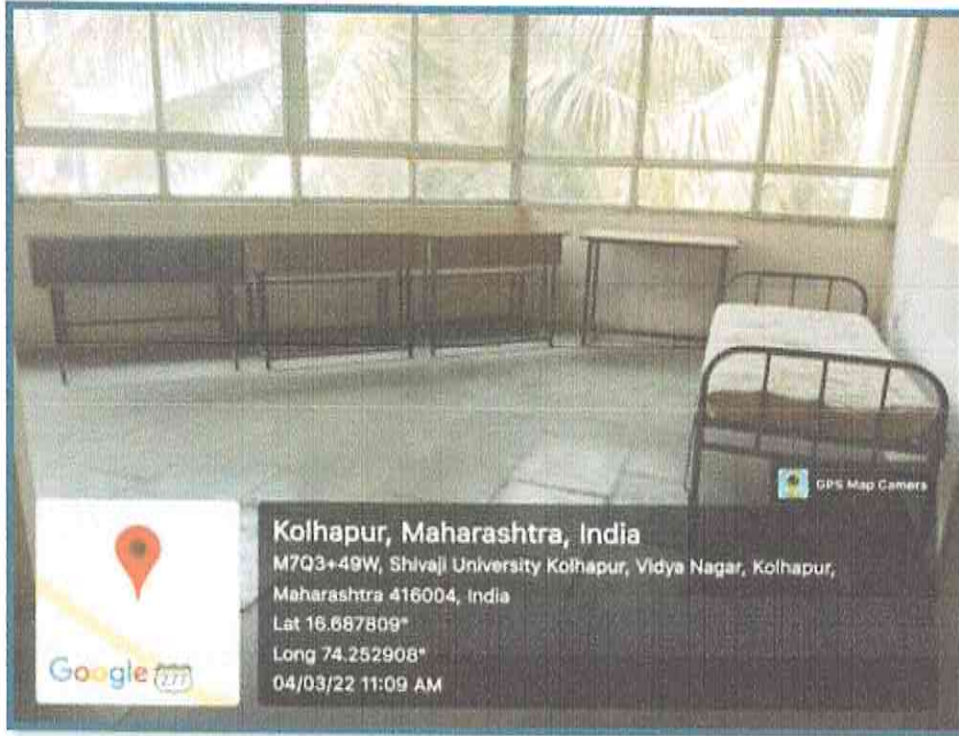 GPS Map Camera
Kolhapur, Maharashtra, India
M7Q3+49W, Shivaji University Kolhapur, Vidya Nagar, Kolhapur,
Maharashtra 416004, India
Lat 16.687809°
Long 74.252908°
04/03/22 11:09 AM
Google
277